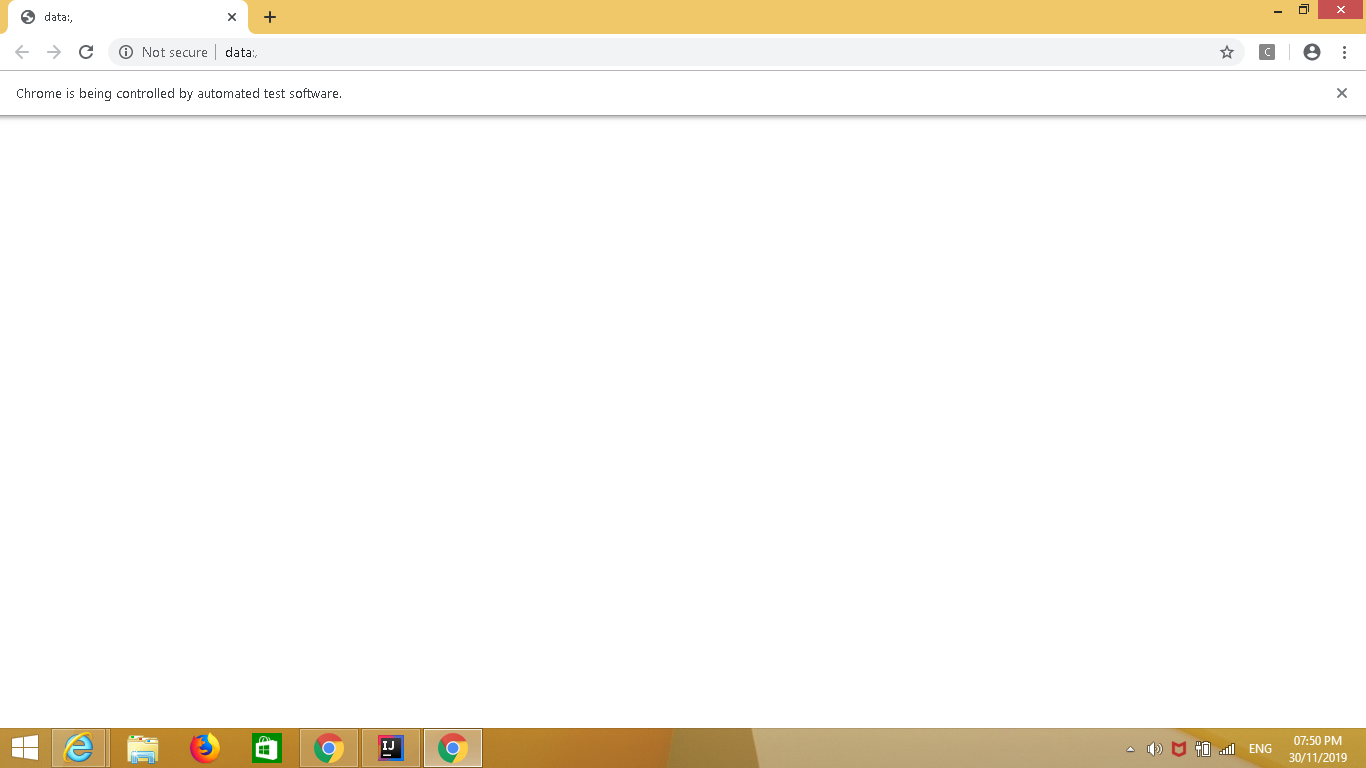 data:,
Not secure | data:,
C
Chrome is being controlled by automated test software.
IJ
ENG
07:50 PM
30/11/2019